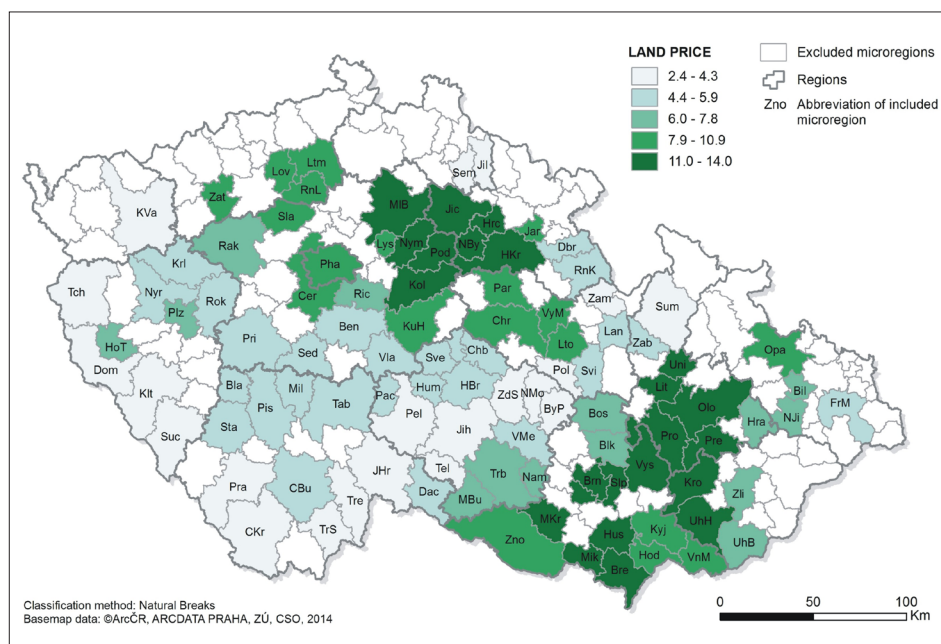 LAND PRICE
2.4 - 4.3
4.4 - 5.9
6.0 - 7.8
7.9 - 10.9
11.0 - 14.0
Excluded microregions
Regions
Zno Abbreviation of included
microregion
Jil
Sem
Ltm
Lov
RnL
Zat
KVa
MlB
Jic
Sla
Hrc
Jar
Rak
Lys
Nym
NBy
Dbr
Pod
HKr
Krl
Pha
RnK
Tch
Kol
Nyr
Rok
Cer
Ric
Par
Zam
Sum
Plz
VyM
Ben
KuH
Chr
Lan
HoT
Pri
Lto
Zab
Opa
Sed
Vla
Sve
Chb
Uni
Dom
Pol
Svi
Bil
Klt
Bla
Mil
Hum
HBr
Lit
FrM
Pac
ZdS
NMo
Olo
Pis
Tab
Pel
ByP
Bos
Hra
NJi
Sta
Suc
Jih
VMe
Pro
Pre
Blk
Vys
Tel
JHr
Trb
Nam
Brn
Slp
Kro
Pra
CBu
Dac
Zli
Tre
MBu
MKr
UhH
CKr
TrS
Zno
Hus
Kyj
UhB
Mik
Hod
VnM
Bre
Classification method: Natural Breaks
Basemap data: ©ArcČR, ARCDATA PRAHA, ZÚ, CSO, 2014
0 50 100
Km